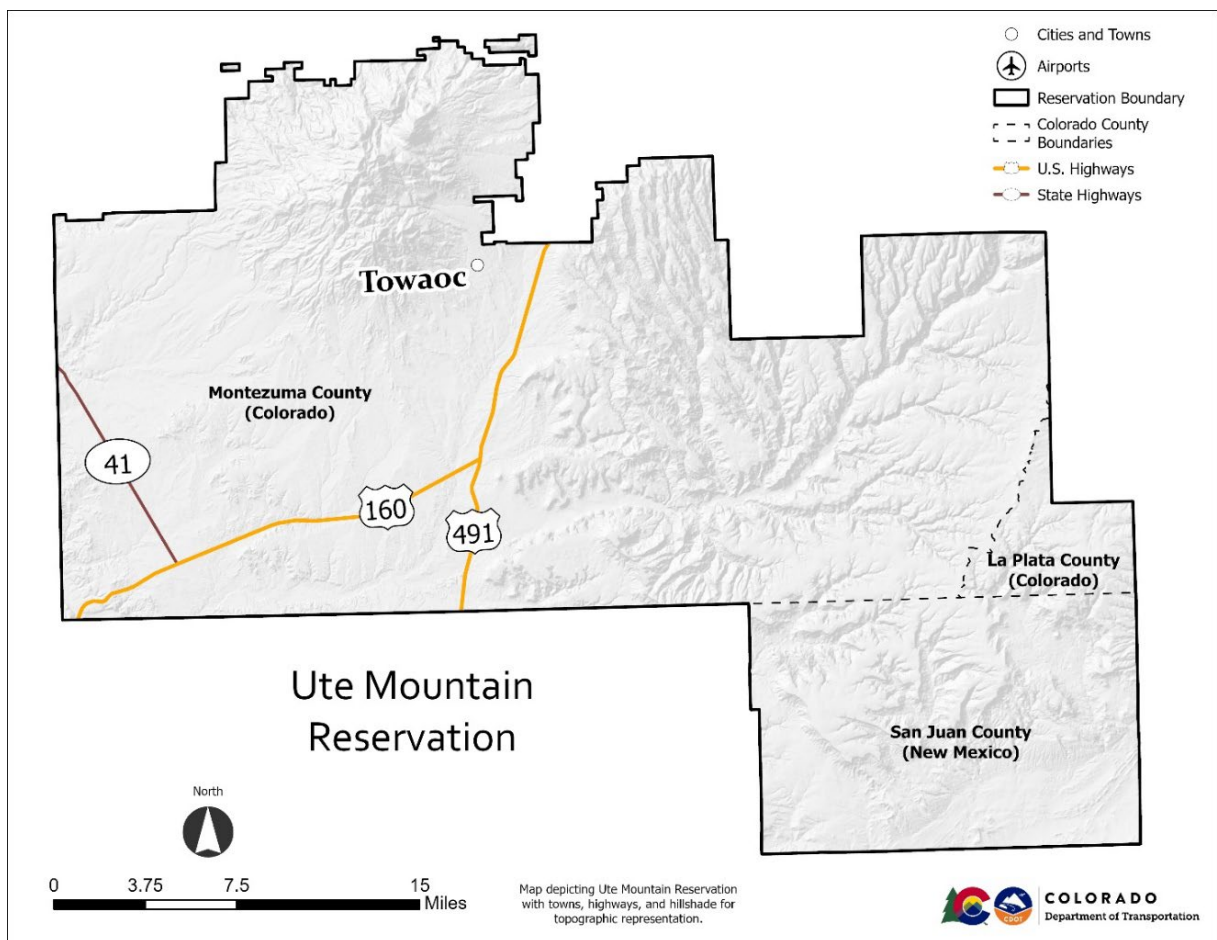 Cities and Towns
Airports
Reservation Boundary
Colorado County
Boundaries
U.S. Highways
State Highways
Towaoc
Montezuma County
(Colorado)
41
160
491
La Plata County
(Colorado)
San Juan County
(New Mexico)
Ute Mountain
Reservation
North
0 3.75 7.5 15
Miles
Map depicting Ute Mountain Reservation
with towns, highways, and hillshade for
topographic representation.
CDOT
COLORADO
Department of Transportation